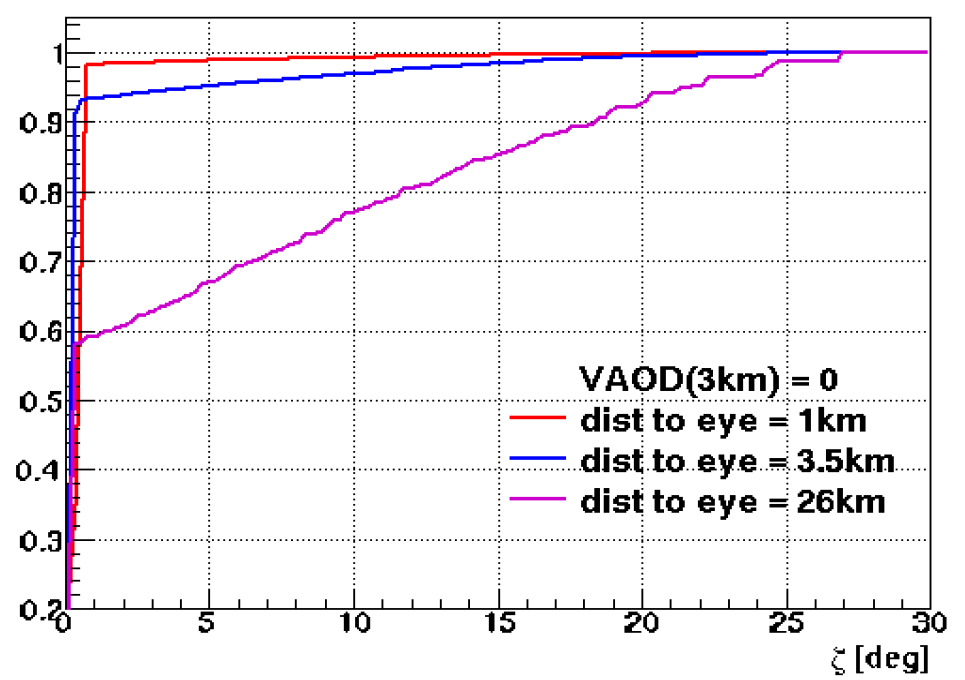 1
0.9
0.8
0.7
0.6
0.5
0.4
0.3
0.2
0 5 10 15 20 25 30
ζ [deg]
VAOD(3km) = 0
dist to eye = 1km
dist to eye = 3.5km
dist to eye = 26km